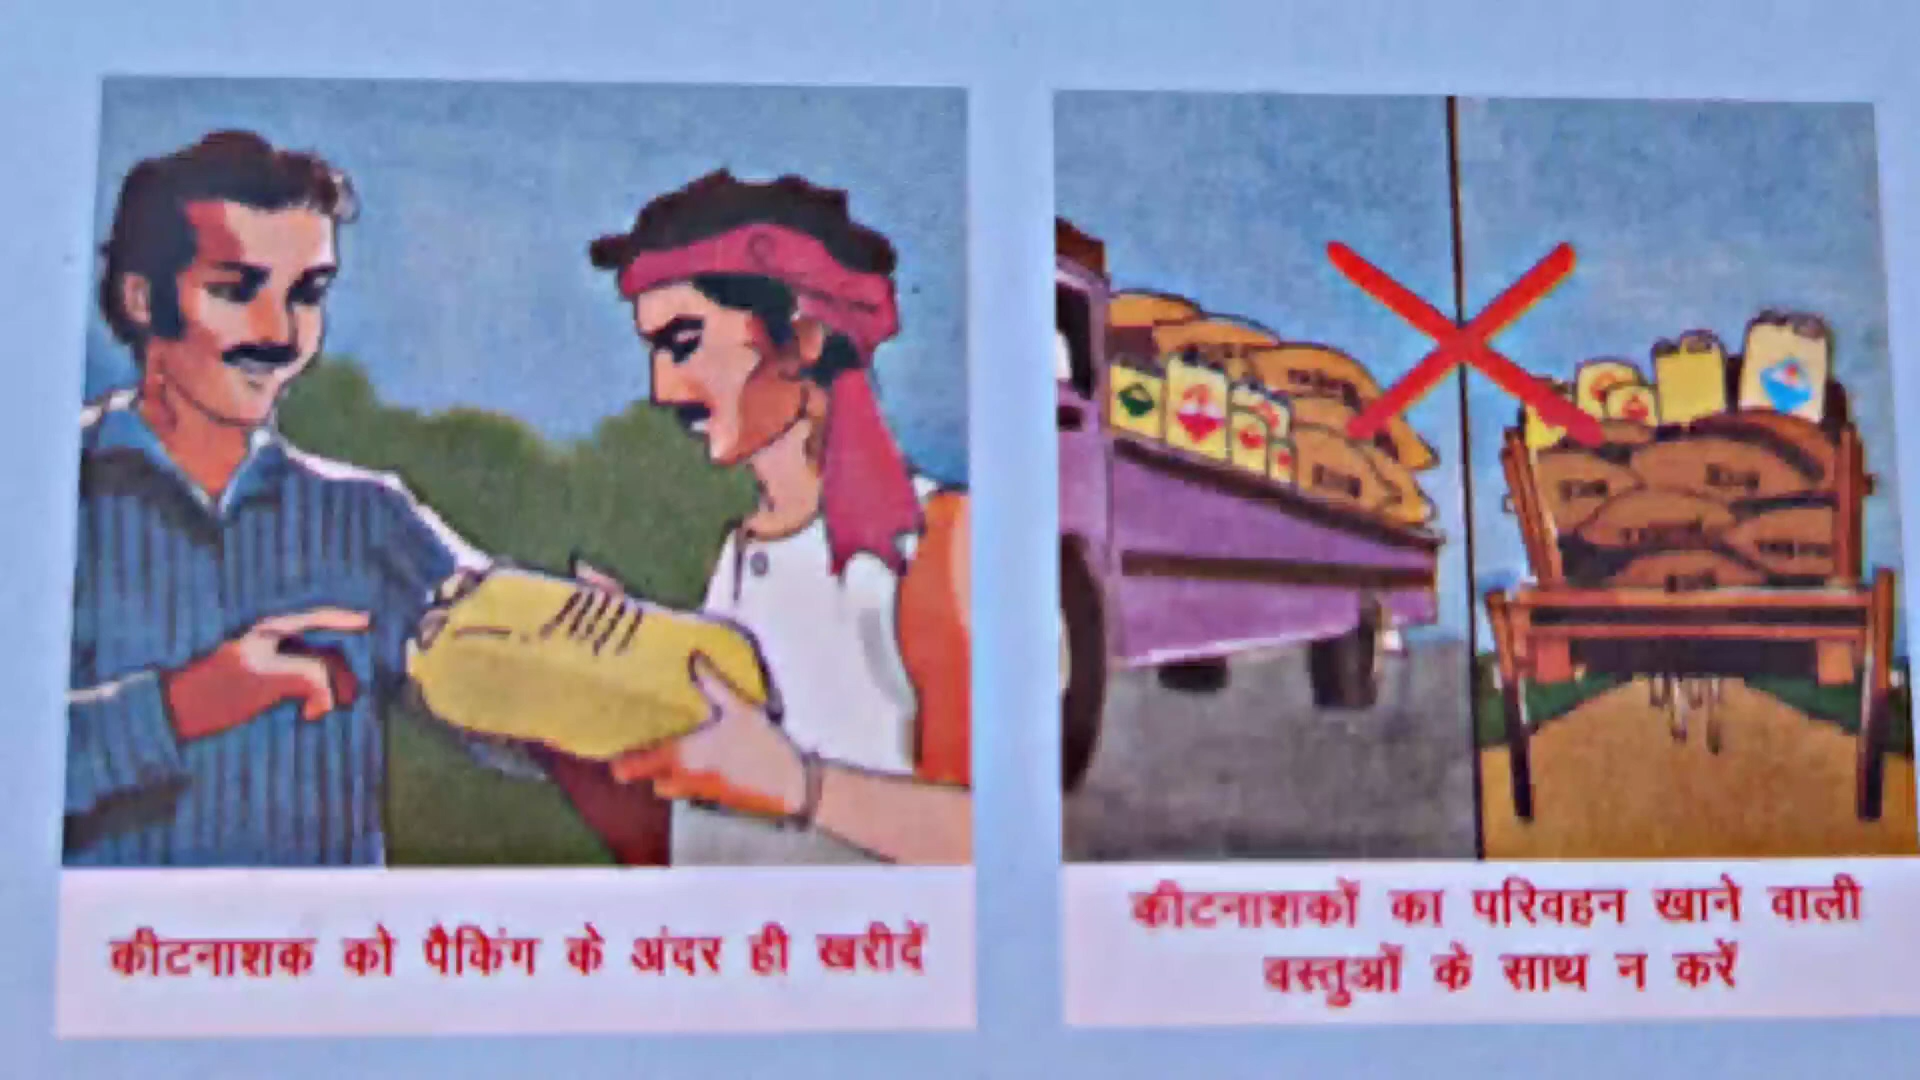 कीटनाशक को पैकिंग के अंदर ही खरीदें
कीटनाशकों का परिवहन खाने वाली
वस्तुओं के साथ न करें